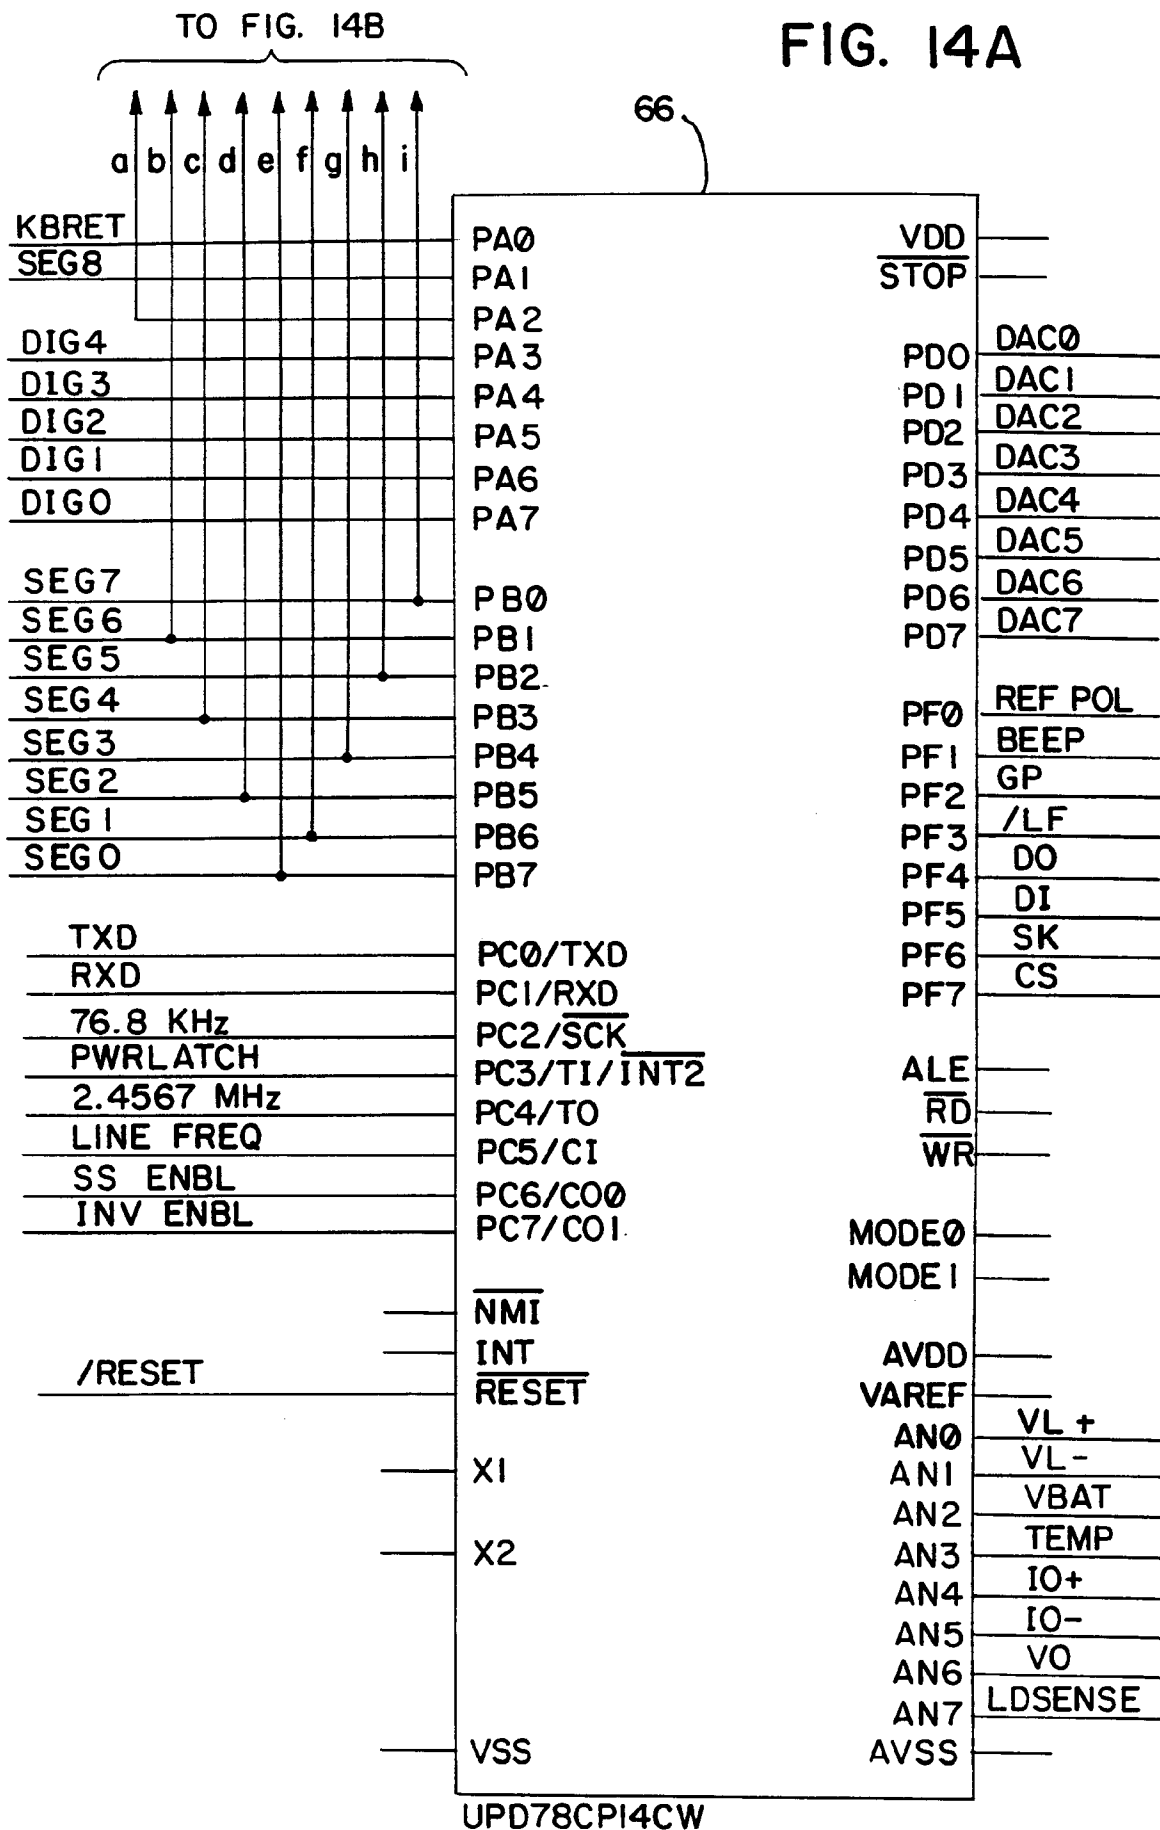 TO FIG. 14B
FIG. 14A
66
a b c d e f g h i
KBRET
SEG8
DIG4
DIG3
DIG2
DIG1
DIG0
SEG7
SEG6
SEG5
SEG4
SEG3
SEG2
SEG1
SEG0
TXD
RXD
76.8 KHz
PWRLATCH
2.4567 MHz
LINE FREQ
SS ENBL
INV ENBL
/RESET
PA0
PA1
PA2
PA3
PA4
PA5
PA6
PA7
PB0
PB1
PB2
PB3
PB4
PB5
PB6
PB7
PC0/TXD
PC1/RXD
PC2/SCK
PC3/TI/INT2
PC4/TO
PC5/CI
PC6/CO0
PC7/CO1
NMI
INT
RESET
X1
X2
VSS
VDD
STOP
PD0
PD1
PD2
PD3
PD4
PD5
PD6
PD7
PF0
PF1
PF2
PF3
PF4
PF5
PF6
PF7
ALE
RD
WR
MODE0
MODE1
AVDD
VAREF
AN0
AN1
AN2
AN3
AN4
AN5
AN6
AN7
AVSS
DAC0
DAC1
DAC2
DAC3
DAC4
DAC5
DAC6
DAC7
REF POL
BEEP
GP
/LF
DO
DI
SK
CS
VL+
VL-
VBAT
TEMP
IO+
IO-
VO
LDSENSE
UPD78CP14CW